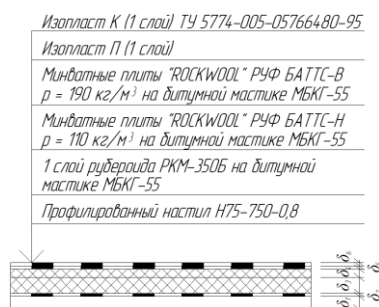 Изопласт К (1 слой) ТУ 5774-005-05766480-95
Изопласт П (1 слой)
Минватные плиты "ROCKWOOL" РУФ БАТТС-В
р = 190 кг/м³ на битумной мастике МБКГ-55
Минватные плиты "ROCKWOOL" РУФ БАТТС-Н
р = 110 кг/м³ на битумной мастике МБКГ-55
1 слой рубероида РКМ-350Б на битумной
мастике МБКГ-55
Профилированный настил Н75-750-0,8